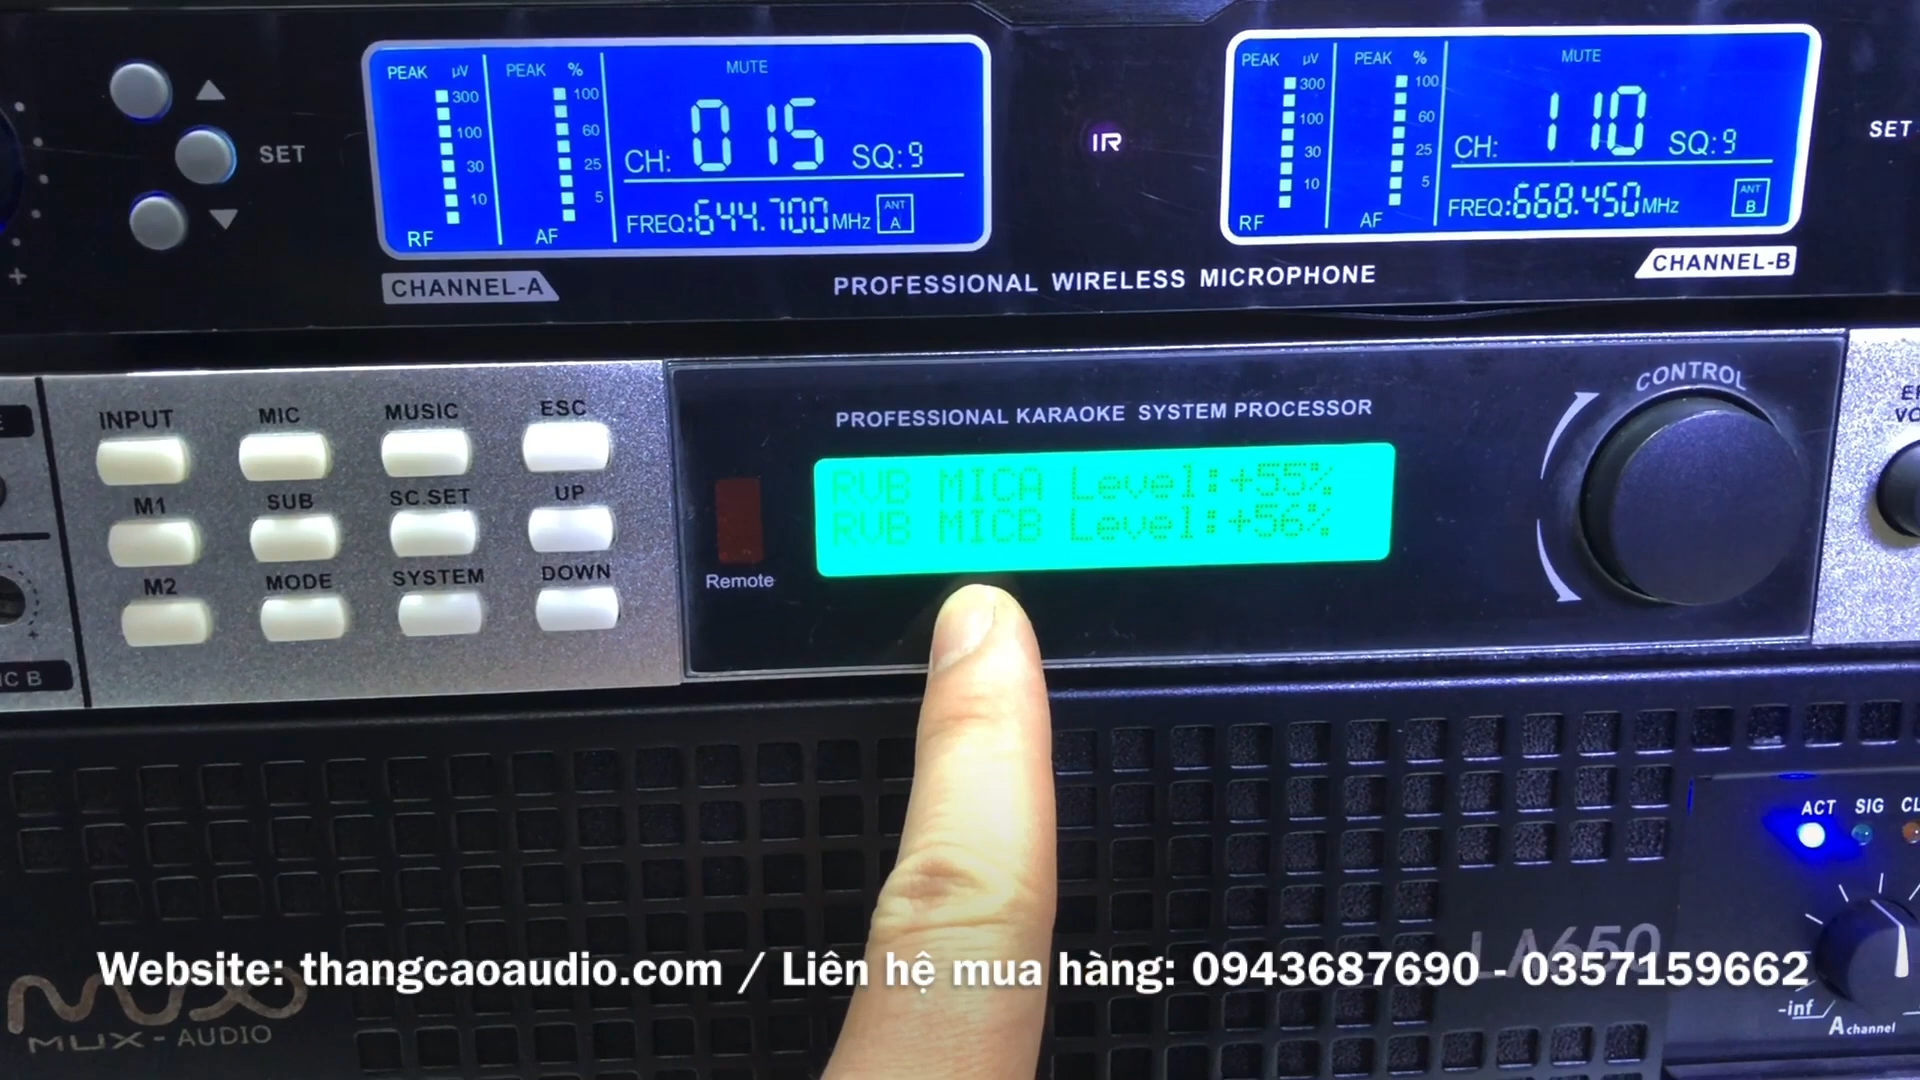 PEAK µV PEAK % MUTE
300 100
100 60
30 25
10 5
RF AF
CH: 015 SQ:9
FREQ:644.700MHz ANT A
SET
CHANNEL-A
IR
PROFESSIONAL WIRELESS MICROPHONE
PEAK µV PEAK % MUTE
300 100
100 60
30 25
10 5
RF AF
CH: 110 SQ:9
FREQ:668.450MHz ANT B
SET
CHANNEL-B
INPUT MIC MUSIC ESC
M1 SUB SC.SET UP
M2 MODE SYSTEM DOWN
PROFESSIONAL KARAOKE SYSTEM PROCESSOR
RVB MICA Level:+55%
RVB MICB Level:+56%
Remote
CONTROL
ACT SIG
LA650
Website: thangcaoaudio.com / Liên hệ mua hàng: 0943687690 - 0357159662
MUX-AUDIO
-inf
A channel